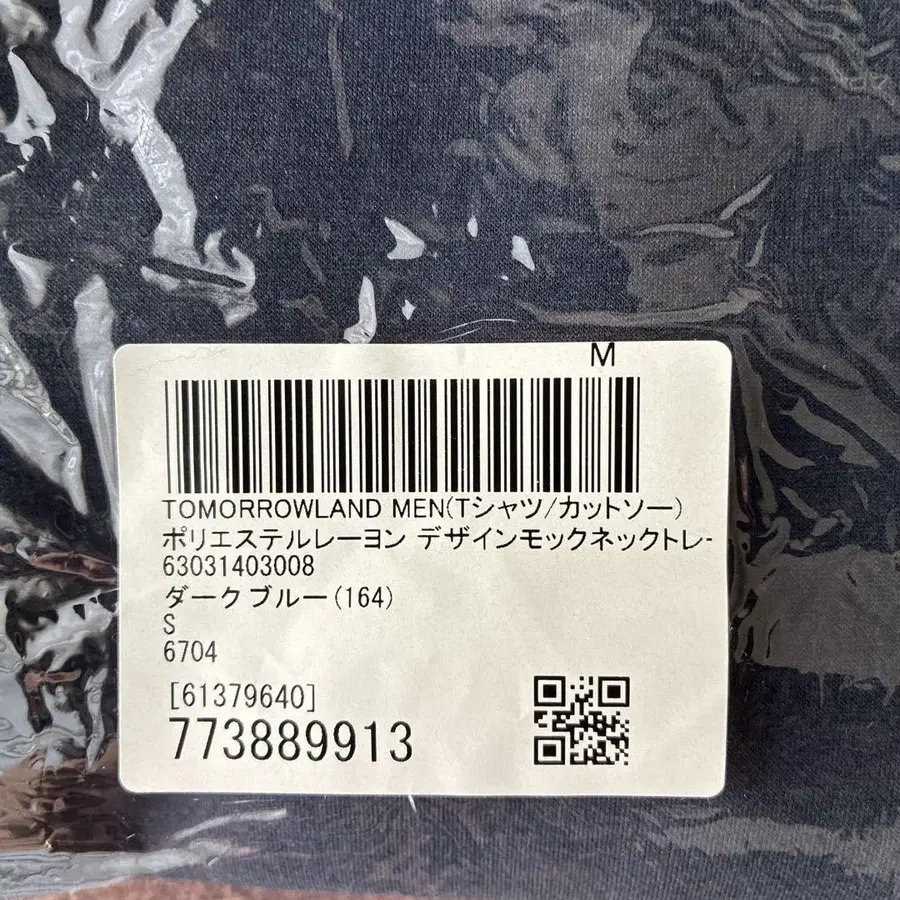 M
TOMORROWLAND MEN(Tシャツ/カットソー)
ポリエステルレーヨン デザインモックネックトレ-
63031403008
ダークブルー(164)
S
6704
[61379640]
773889913